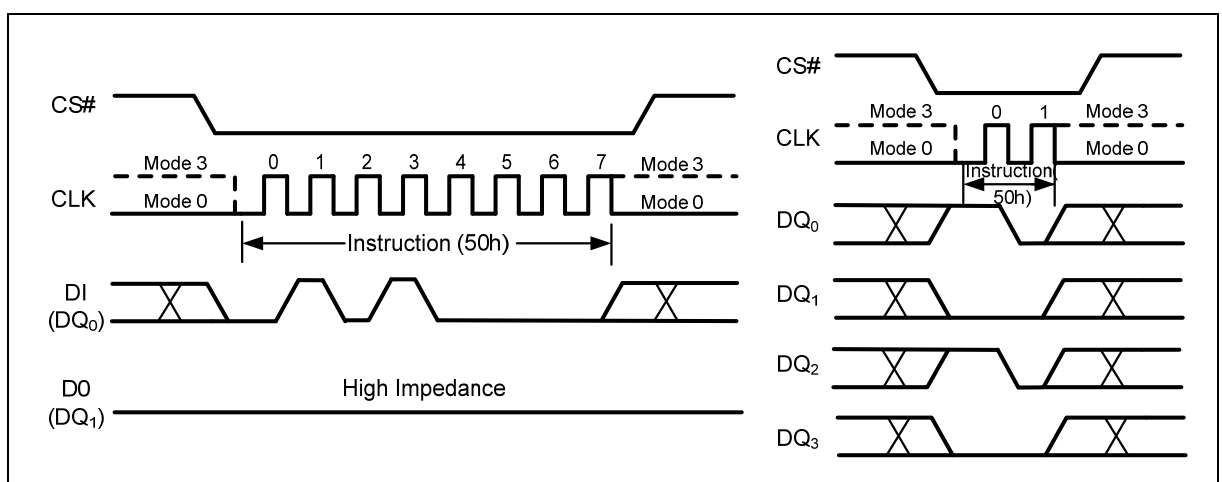 CS#
Mode 3 0 1 2 3 4 5 6 7 Mode 3
CLK
Mode 0 Mode 0
Instruction (50h)
DI
(DQ0)
D0
(DQ1)
High Impedance
CS#
Mode 3 0 1 Mode 3
CLK
Mode 0 Mode 0
Instruction(
50h)
DQ0
DQ1
DQ2
DQ3